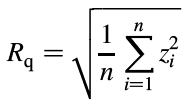 R_q = \sqrt{\frac{1}{n} \sum_{i=1}^{n} z_i^2}